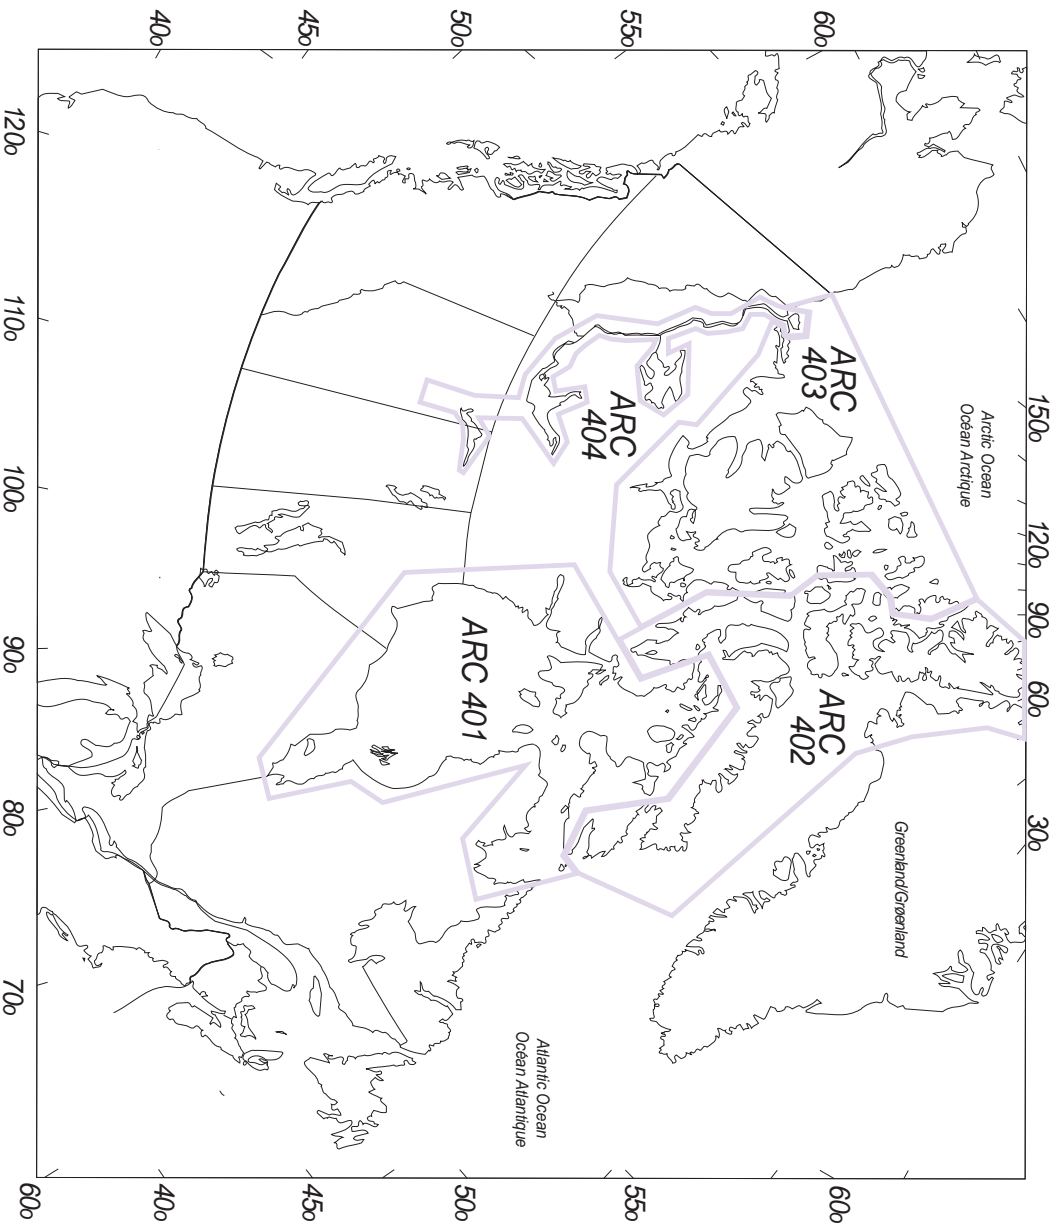 150o
120o
90o
60o
30o
Arctic Ocean
Océan Arctique
Greenland/Grøenland
60o
60o
ARC
403
ARC
402
55o
55o
ARC
404
Atlantic Ocean
Océan Atlantique
50o
50o
ARC 401
45o
45o
40o
40o
120o
110o
100o
90o
80o
70o
60o